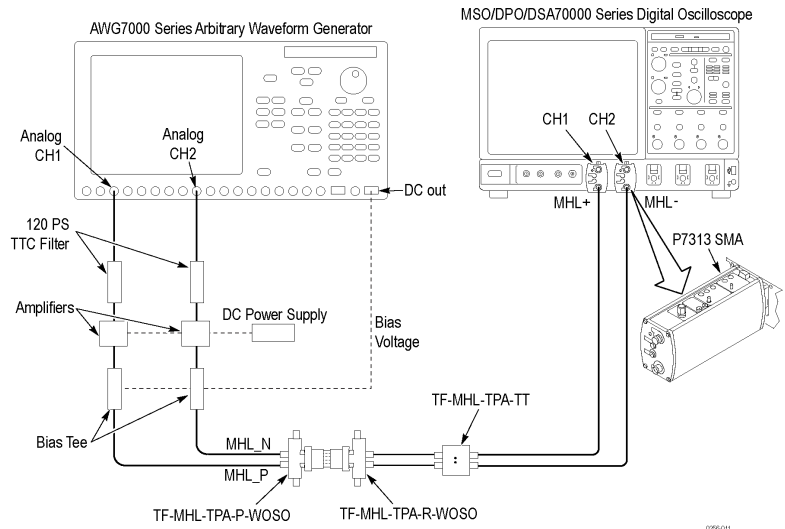 MSO/DPO/DSA70000 Series Digital Oscilloscope
AWG7000 Series Arbitrary Waveform Generator
Analog
CH1
Analog
CH2
CH1
CH2
DC out
MHL+
MHL-
120 PS
TTC Filter
P7313 SMA
Amplifiers
DC Power Supply
Bias
Voltage
TF-MHL-TPA-TT
Bias Tee
MHL_N
MHL_P
TF-MHL-TPA-P-WOSO
TF-MHL-TPA-R-WOSO
0256-011